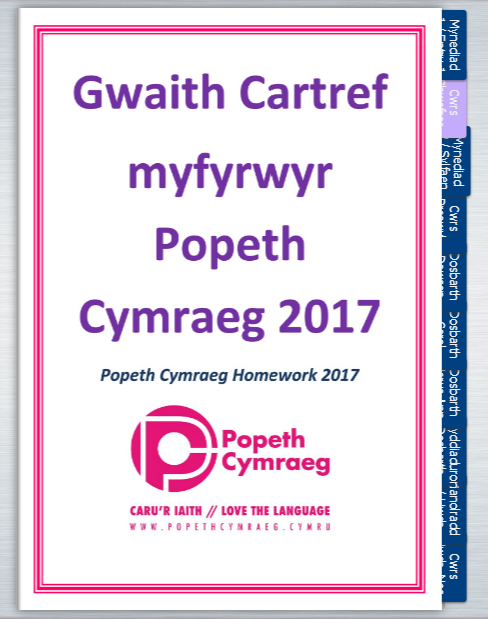 Gwaith Cartref
myfyrwyr
Popeth
Cymraeg 2017
Popeth Cymraeg Homework 2017
Popeth
Cymraeg
CARU'R IAITH // LOVE THE LANGUAGE
WWW.POPETHCYMRAEG.CYMRU
Mynediad
Cwrs
Mynediad
/ Sylfaen
Cwrs
Dosbarth
Dosbarth
Dosbarth
Cwrs